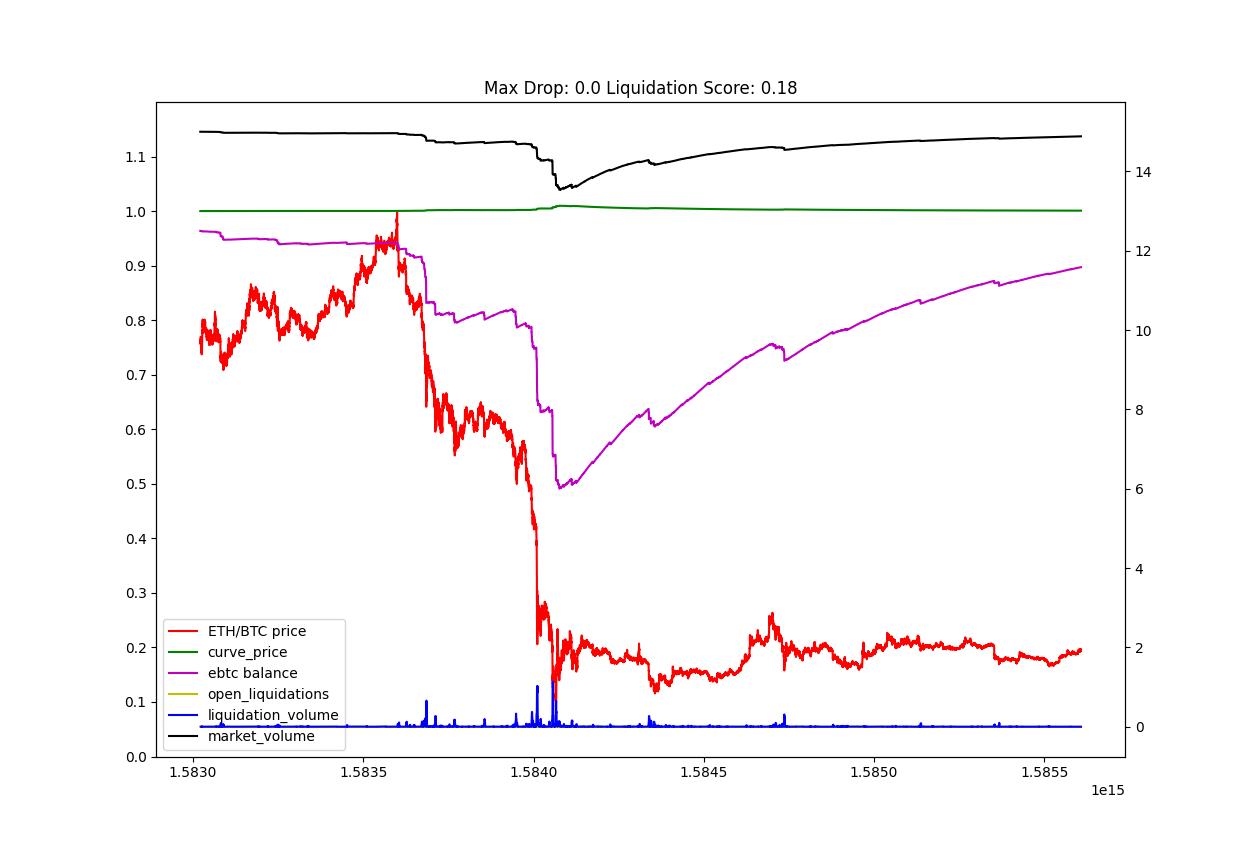 Max Drop: 0.0 Liquidation Score: 0.18
1.1
1.0
0.9
0.8
0.7
0.6
0.5
0.4
0.3
0.2
0.1
0.0
14
12
10
8
6
4
2
0
ETH/BTC price
curve_price
ebtc balance
open_liquidations
liquidation_volume
market_volume
1.5830 1.5835 1.5840 1.5845 1.5850 1.5855
1e15